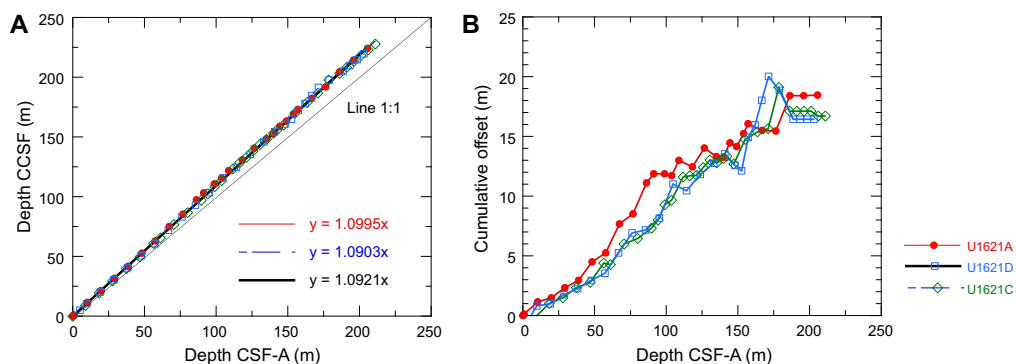 A
250
200
150
100
50
0
Depth CCSF (m)
Line 1:1
y = 1.0995x
y = 1.0903x
y = 1.0921x
0 50 100 150 200 250
Depth CSF-A (m)
B
25
20
15
10
5
0
Cumulative offset (m)
0 50 100 150 200 250
Depth CSF-A (m)
U1621A
U1621D
U1621C